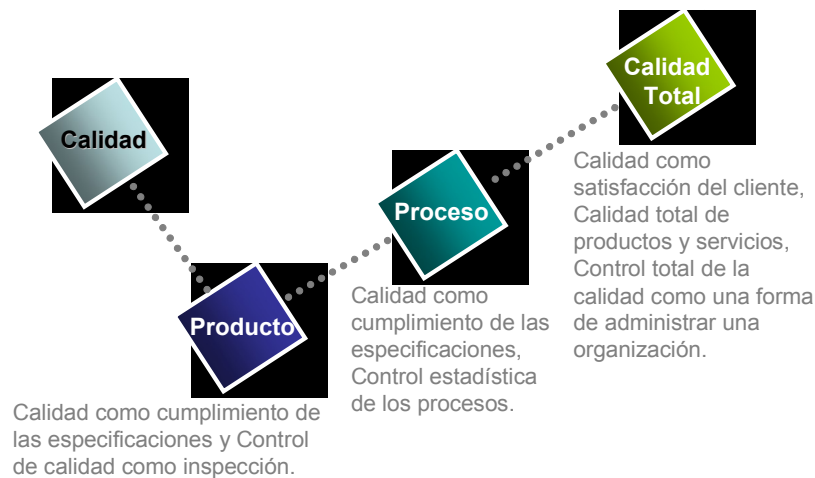 Calidad
Producto
Calidad como cumplimiento de
las especificaciones y Control
de calidad como inspección.
Proceso
Calidad como
cumplimiento de las
especificaciones,
Control estadística
de los procesos.
Calidad
Total
Calidad como
satisfacción del cliente,
Calidad total de
productos y servicios,
Control total de la
calidad como una forma
de administrar una
organización.